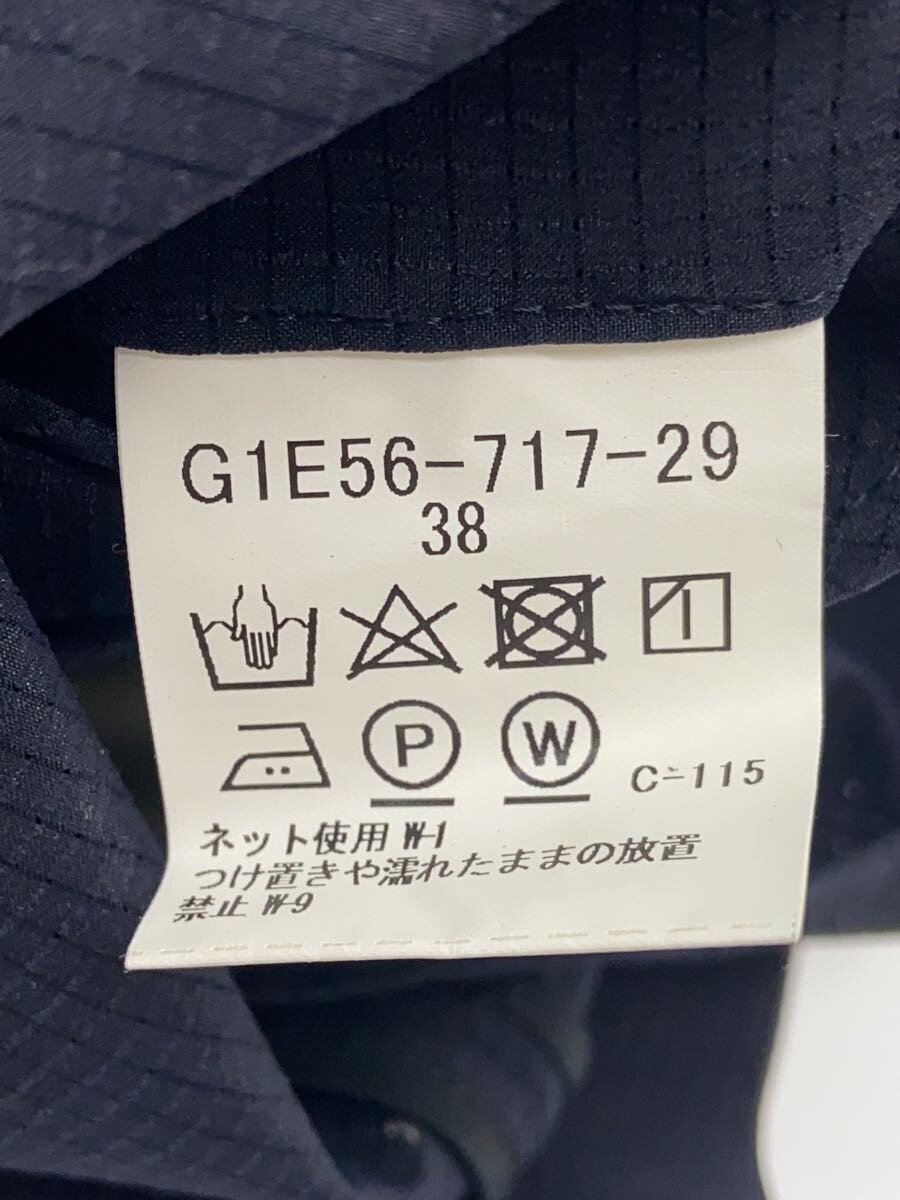 G1E56-717-29
38
P W C-115
ネット使用 W-1
つけ置きや濡れたままの放置
禁止 W-9